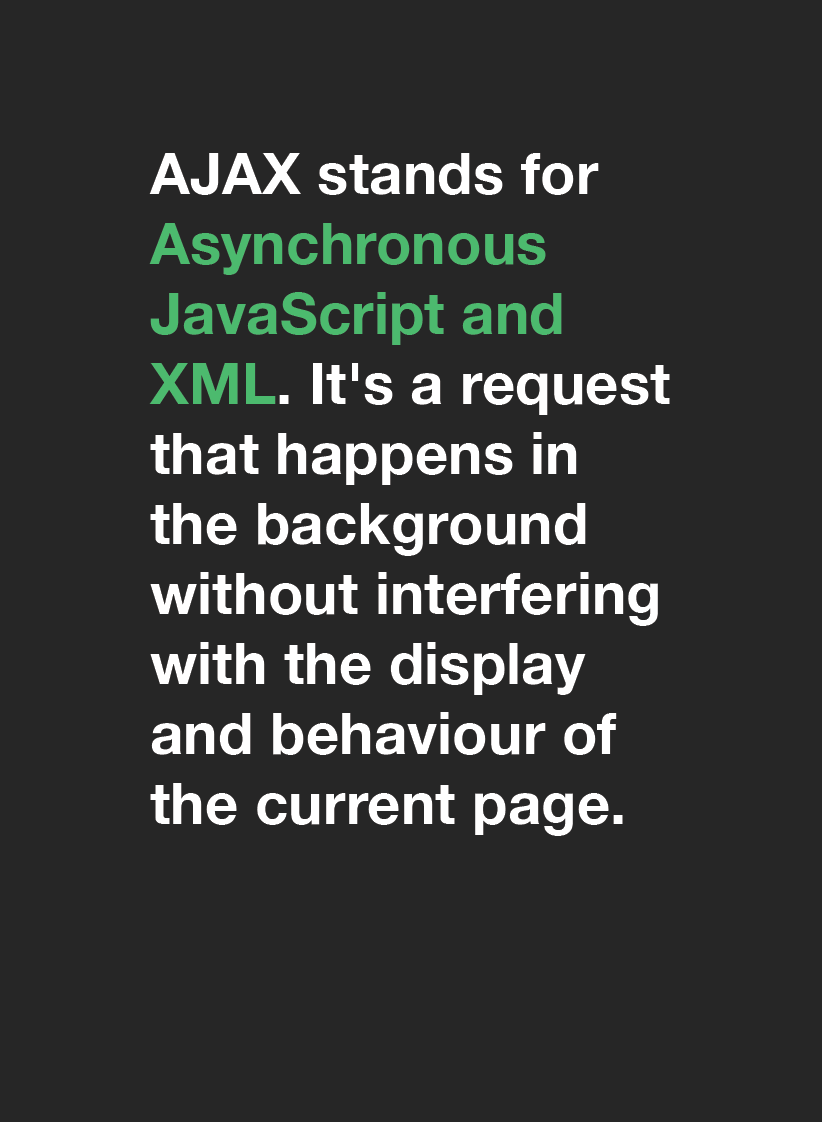 AJAX stands for
Asynchronous
JavaScript and
XML. It's a request
that happens in
the background
without interfering
with the display
and behaviour of
the current page.